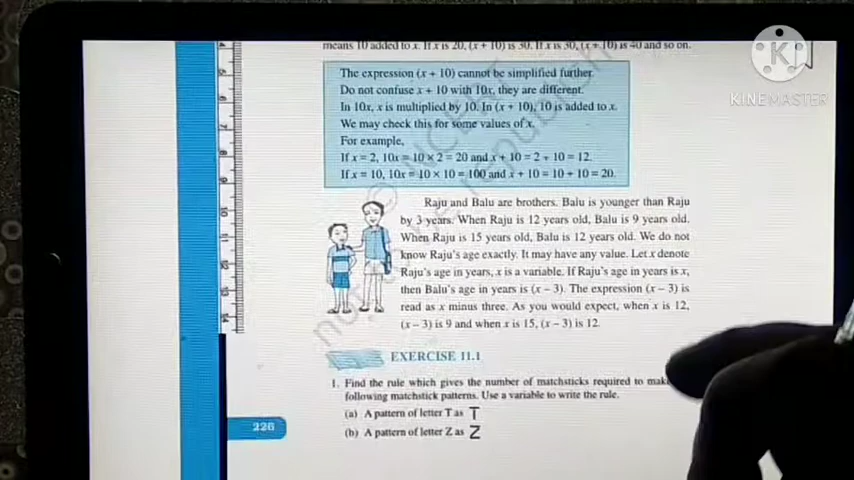 means 10 added to x. If x is 20, (x + 10) is 30. If x is 30, (x + 10) is 40 and so on.
The expression (x + 10) cannot be simplified further.
Do not confuse x + 10 with 10x, they are different.
In 10x, x is multiplied by 10. In (x + 10), 10 is added to x.
We may check this for some values of x.
For example,
If x = 2, 10x = 10 × 2 = 20 and x + 10 = 2 + 10 = 12.
If x = 10, 10x = 10 × 10 = 100 and x + 10 = 10 + 10 = 20.
Raju and Balu are brothers. Balu is younger than Raju
by 3 years. When Raju is 12 years old, Balu is 9 years old.
When Raju is 15 years old, Balu is 12 years old. We do not
know Raju's age exactly. It may have any value. Let x denote
Raju's age in years, x is a variable. If Raju's age in years is x,
then Balu's age in years is (x – 3). The expression (x – 3) is
read as x minus three. As you would expect, when x is 12,
(x – 3) is 9 and when x is 15, (x – 3) is 12.
EXERCISE 11.1
1. Find the rule which gives the number of matchsticks required to mak
following matchstick patterns. Use a variable to write the rule.
(a) A pattern of letter T as T
(b) A pattern of letter Z as Z
226
K
KINEMASTER